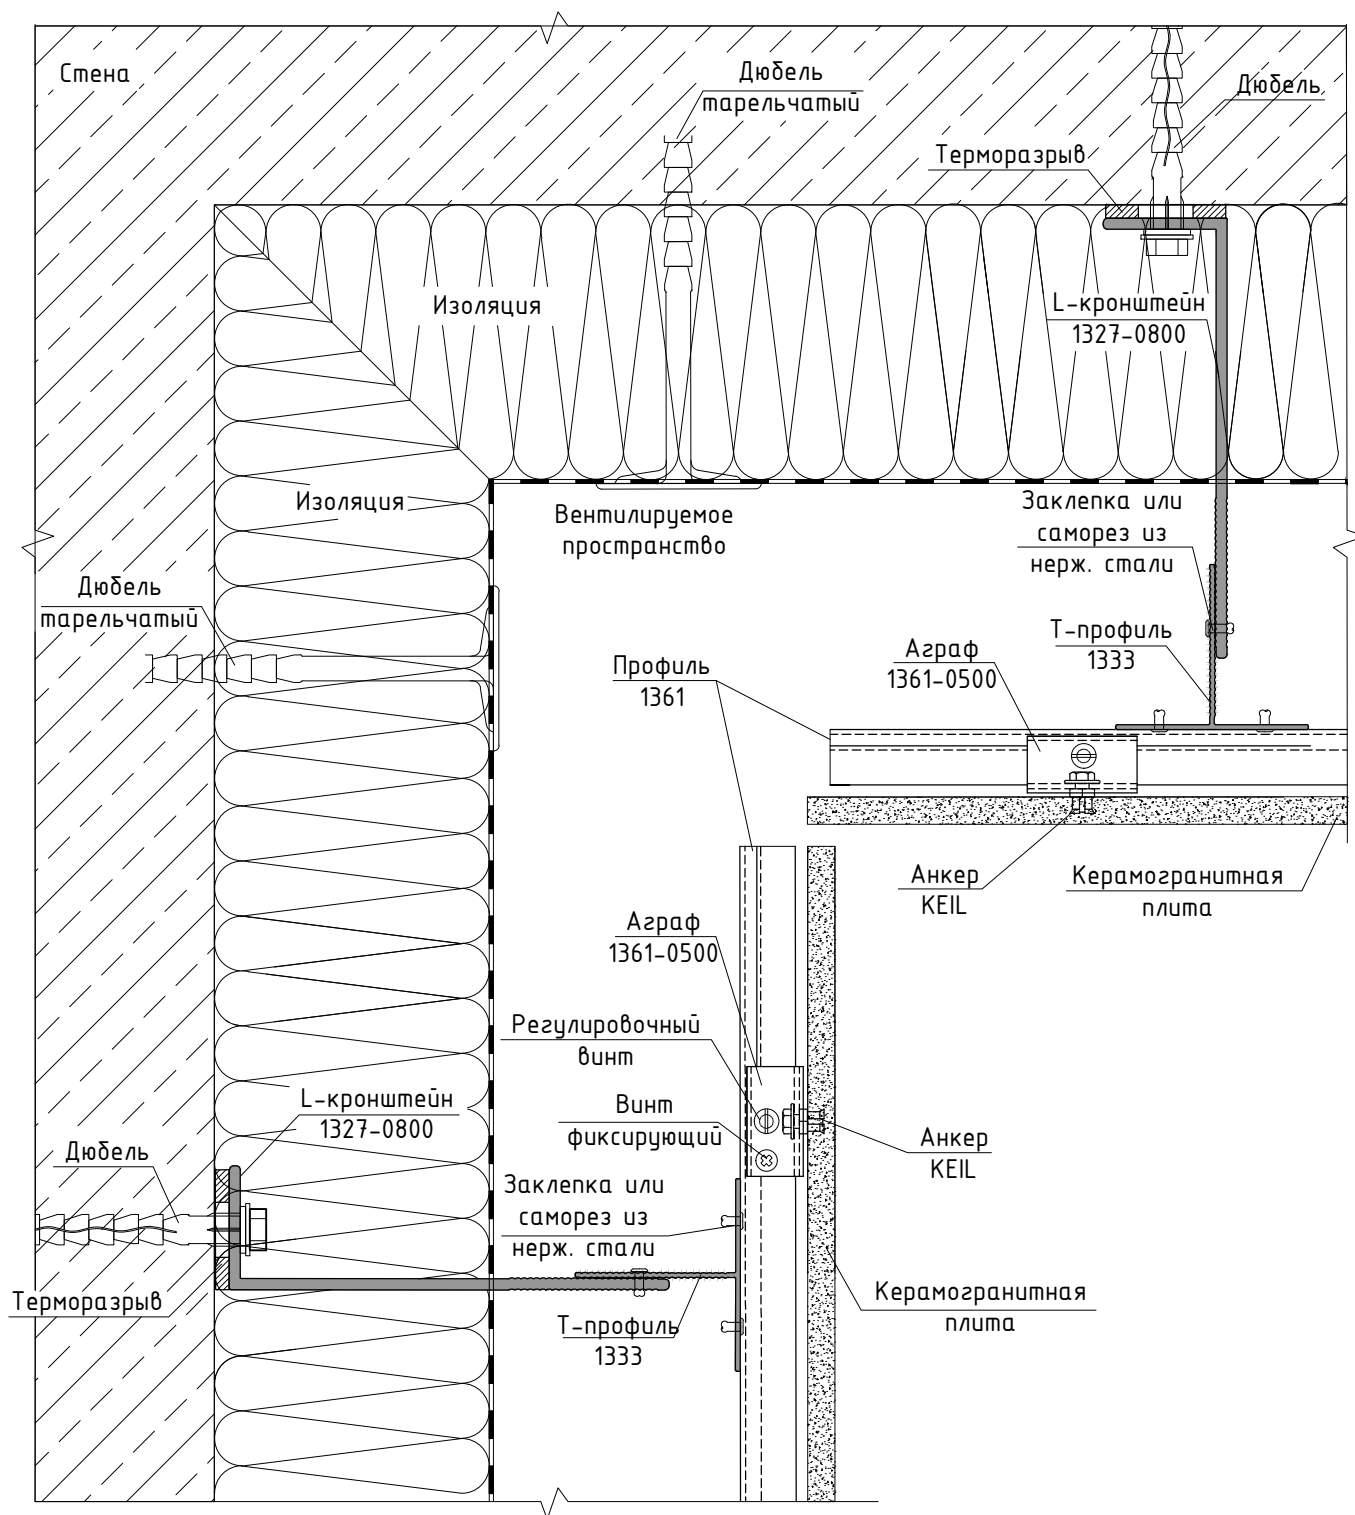 Стена
Дюбель
тарельчатый
Дюбель
Терморазрыв
Изоляция
L-кронштейн
1327-0800
Изоляция
Вентилируемое
пространство
Заклепка или
саморез из
нерж. стали
Дюбель
тарельчатый
Т-профиль
1333
Профиль
1361
Аграф
1361-0500
Анкер
KEIL
Керамогранитная
плита
Аграф
1361-0500
Регулировочный
винт
L-кронштейн
1327-0800
Винт
фиксирующий
Анкер
KEIL
Дюбель
Заклепка или
саморез из
нерж. стали
Терморазрыв
Керамогранитная
плита
Т-профиль
1333